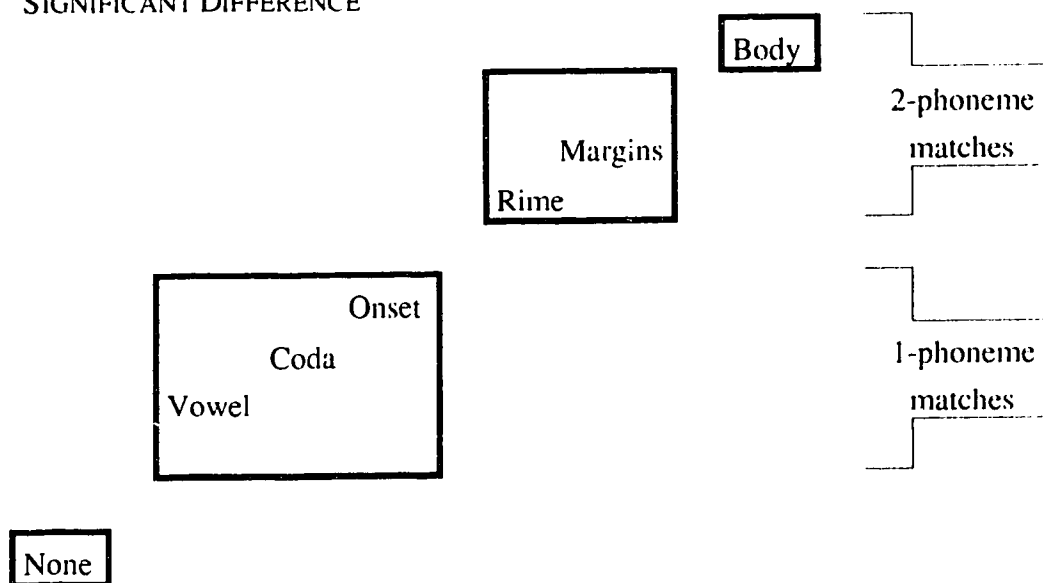 SIGNIFICANT DIFFERENCE
Body
2-phoneme
matches
Margins
Rime
Onset
1-phoneme
Coda
matches
Vowel
None